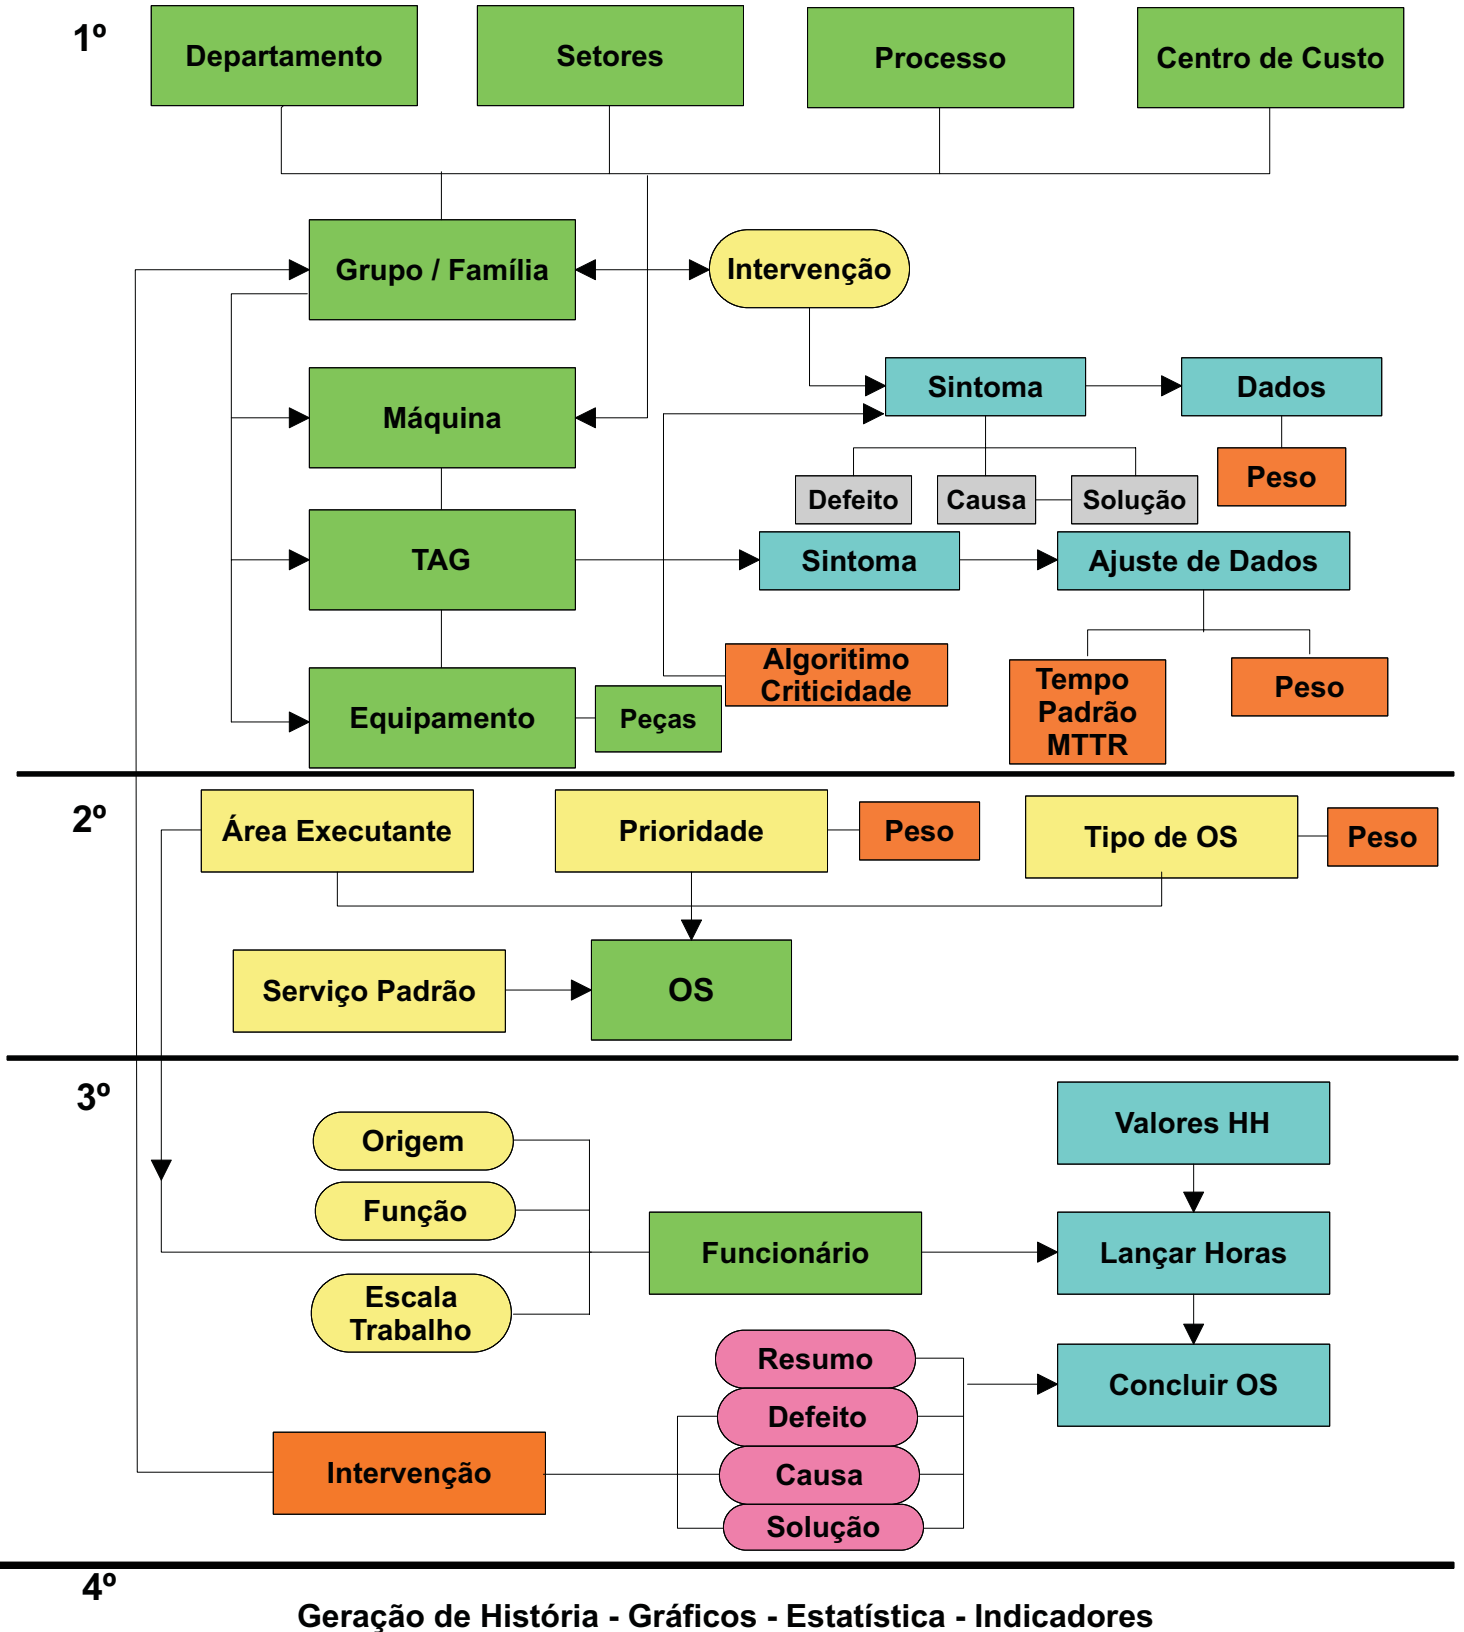 1º
Departamento
Setores
Processo
Centro de Custo
Grupo / Família
Intervenção
Sintoma
Dados
Máquina
Peso
Defeito
Causa
Solução
TAG
Sintoma
Ajuste de Dados
Algoritimo
Criticidade
Tempo
Padrão
MTTR
Peso
Equipamento
Peças
2º
Área Executante
Prioridade
Peso
Tipo de OS
Peso
Serviço Padrão
OS
3º
Valores HH
Origem
Função
Funcionário
Lançar Horas
Escala
Trabalho
Resumo
Concluir OS
Defeito
Intervenção
Causa
Solução
4º
Geração de História - Gráficos - Estatística - Indicadores